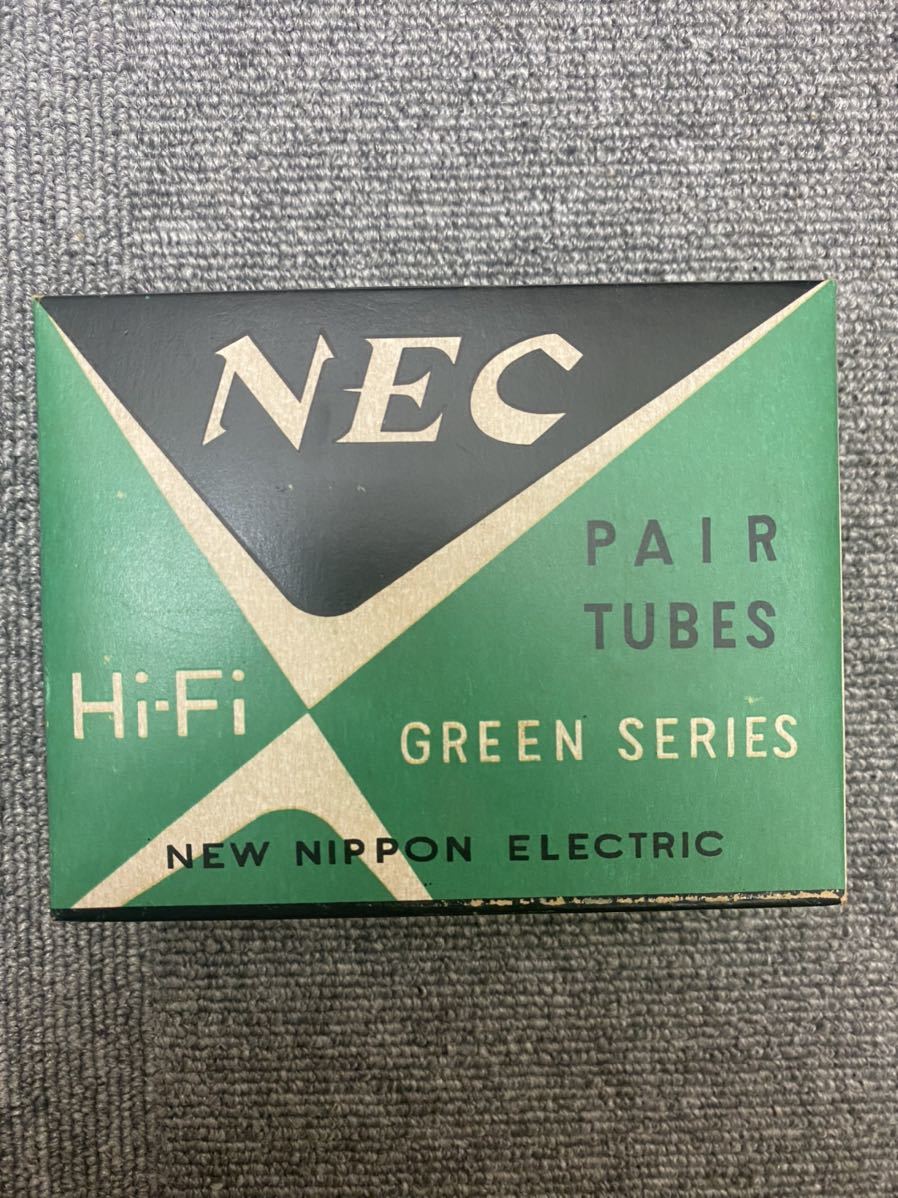 NEC
PAIR
TUBES
Hi-Fi
GREEN SERIES
NEW NIPPON ELECTRIC